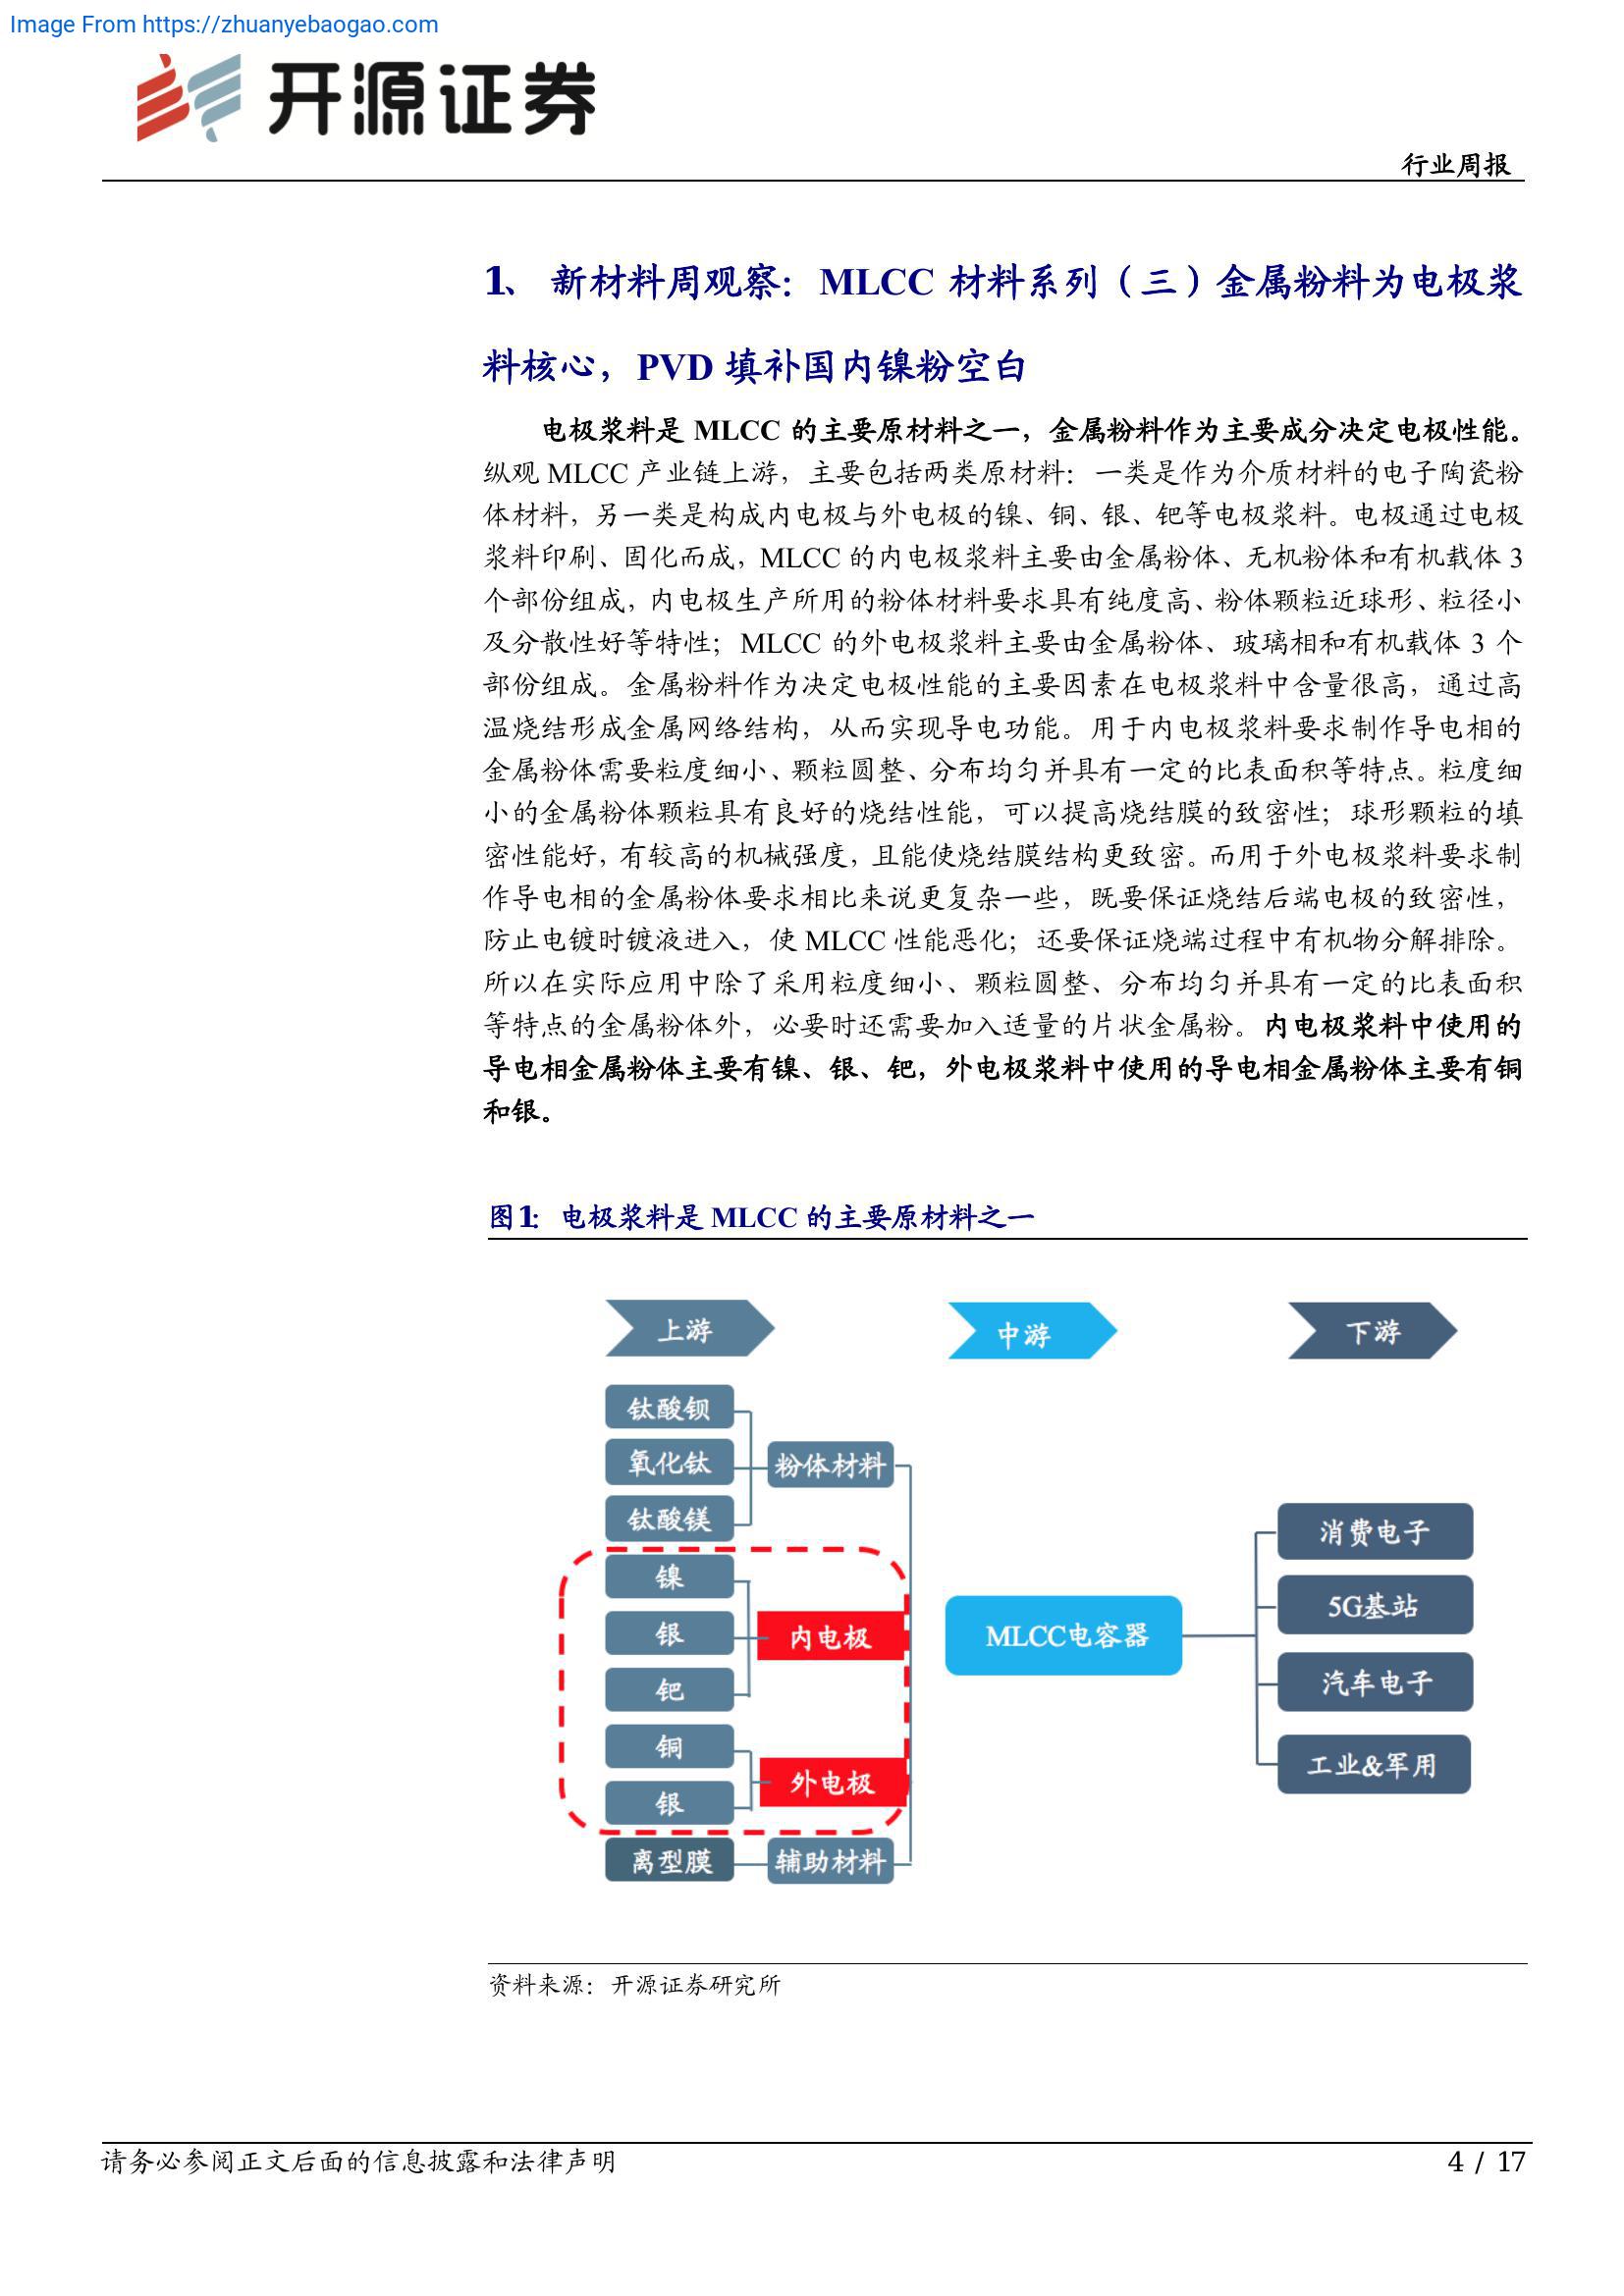 Image From https://zhuanyebaogao.com
开源证券
行业周报
1、 新材料周观察：MLCC 材料系列（三）金属粉料为电极浆
料核心，PVD 填补国内镍粉空白
电极浆料是 MLCC 的主要原材料之一，金属粉料作为主要成分决定电极性能。
纵观 MLCC 产业链上游，主要包括两类原材料：一类是作为介质材料的电子陶瓷粉
体材料，另一类是构成内电极与外电极的镍、铜、银、钯等电极浆料。电极通过电极
浆料印刷、固化而成，MLCC 的内电极浆料主要由金属粉体、无机粉体和有机载体 3
个部份组成，内电极生产所用的粉体材料要求具有纯度高、粉体颗粒近球形、粒径小
及分散性好等特性；MLCC 的外电极浆料主要由金属粉体、玻璃相和有机载体 3 个
部份组成。金属粉料作为决定电极性能的主要因素在电极浆料中含量很高，通过高
温烧结形成金属网络结构，从而实现导电功能。用于内电极浆料要求制作导电相的
金属粉体需要粒度细小、颗粒圆整、分布均匀并具有一定的比表面积等特点。粒度细
小的金属粉体颗粒具有良好的烧结性能，可以提高烧结膜的致密性；球形颗粒的填
密性能好，有较高的机械强度，且能使烧结膜结构更致密。而用于外电极浆料要求制
作导电相的金属粉体要求相比来说更复杂一些，既要保证烧结后端电极的致密性，
防止电镀时镀液进入，使 MLCC 性能恶化；还要保证烧端过程中有机物分解排除。
所以在实际应用中除了采用粒度细小、颗粒圆整、分布均匀并具有一定的比表面积
等特点的金属粉体外，必要时还需要加入适量的片状金属粉。内电极浆料中使用的
导电相金属粉体主要有镍、银、钯，外电极浆料中使用的导电相金属粉体主要有铜
和银。
图1： 电极浆料是 MLCC 的主要原材料之一
上游
中游
下游
钛酸钡
氧化钛
钛酸镁
粉体材料
镍
银
钯
内电极
铜
银
外电极
离型膜
辅助材料
MLCC电容器
消费电子
5G基站
汽车电子
工业&军用
资料来源：开源证券研究所
请务必参阅正文后面的信息披露和法律声明
4 / 17